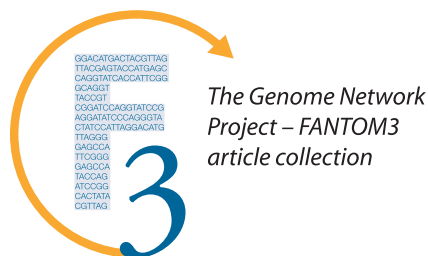 GGACATGACTACGTTAG
TTACGAGTACCATGAGC
CAGGTATCACCATTCGG
GCAGGT
TACCGT
CGGATCCAGGTATCCG
AGGATATCCCAGGGTA
CTATCCATTAGGACATG
TTAGGG
GAGCCA
TTCGGG
GAGCCA
TACCAG
ATCCGG
CACTATA
CGTTAG
3
The Genome Network
Project – FANTOM3
article collection